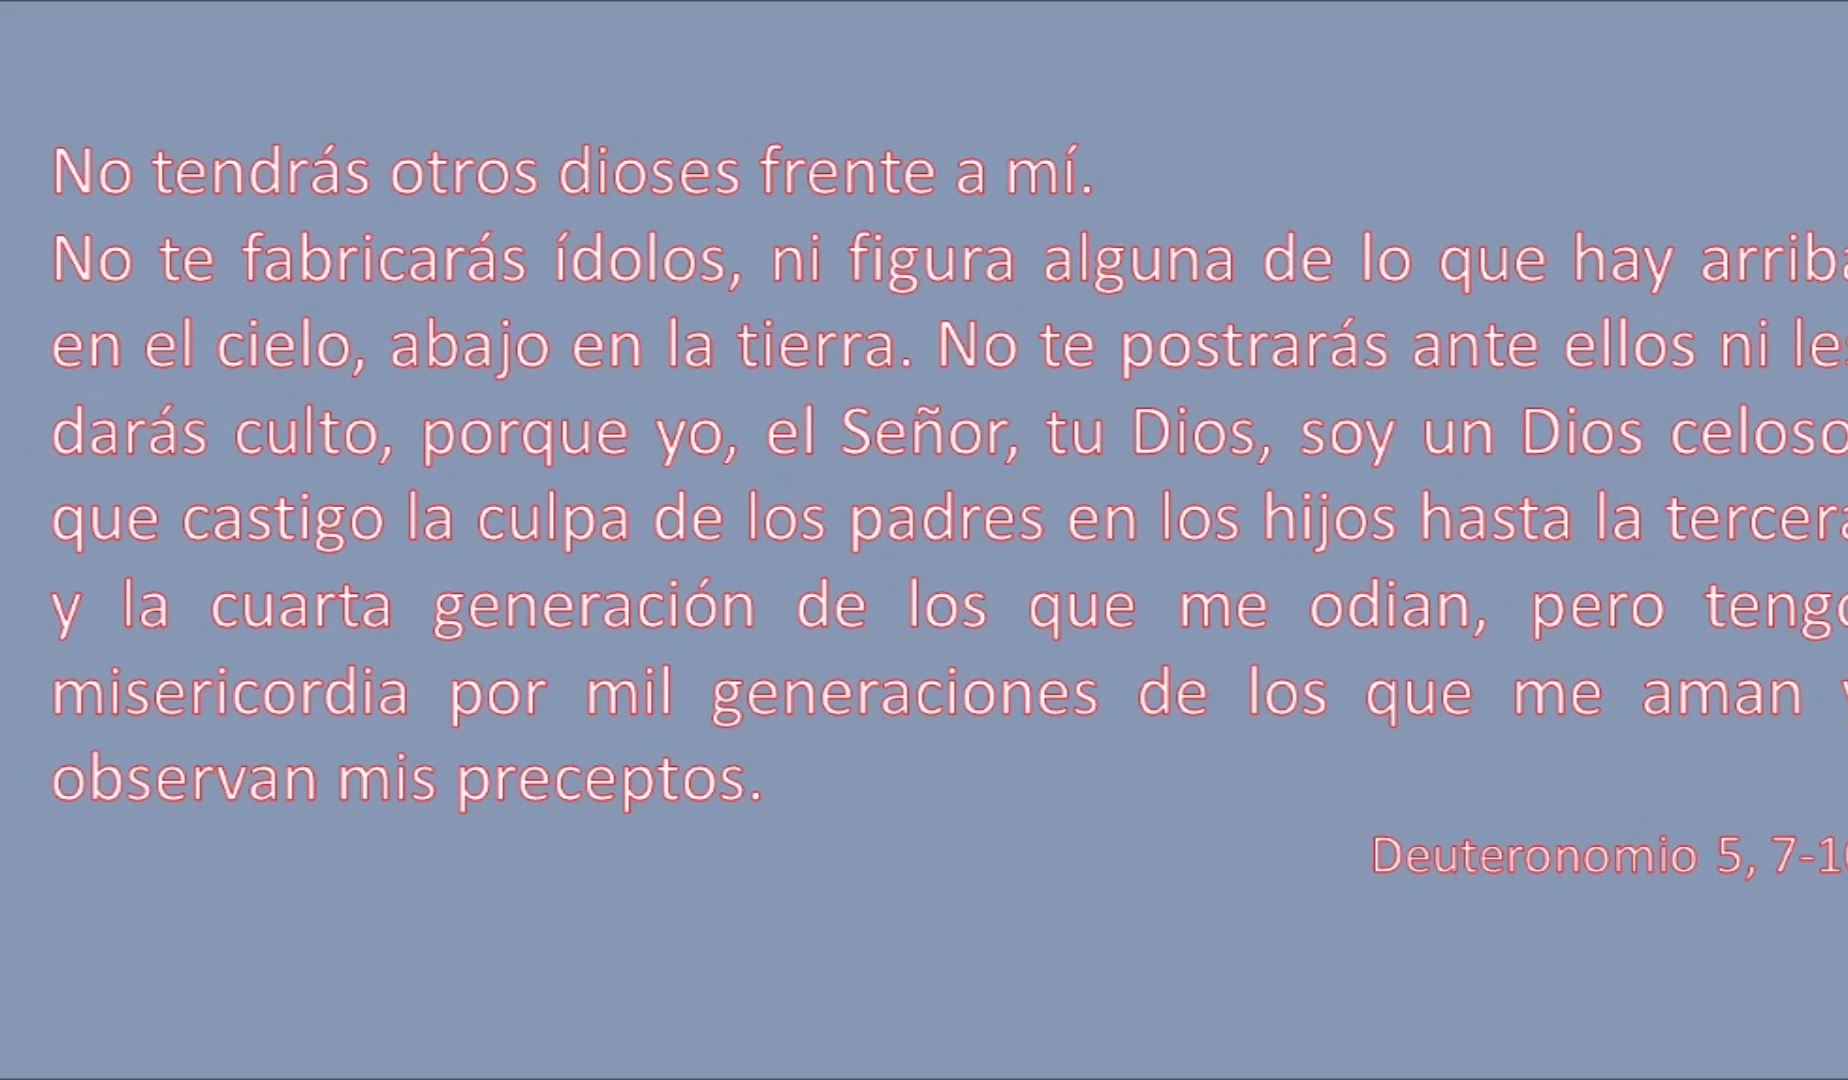 No tendrás otros dioses frente a mí.
No te fabricarás ídolos, ni figura alguna de lo que hay arriba
en el cielo, abajo en la tierra. No te postrarás ante ellos ni les
darás culto, porque yo, el Señor, tu Dios, soy un Dios celoso
que castigo la culpa de los padres en los hijos hasta la tercera
y la cuarta generación de los que me odian, pero tengo
misericordia por mil generaciones de los que me aman y
observan mis preceptos.
Deuteronomio 5, 7-10